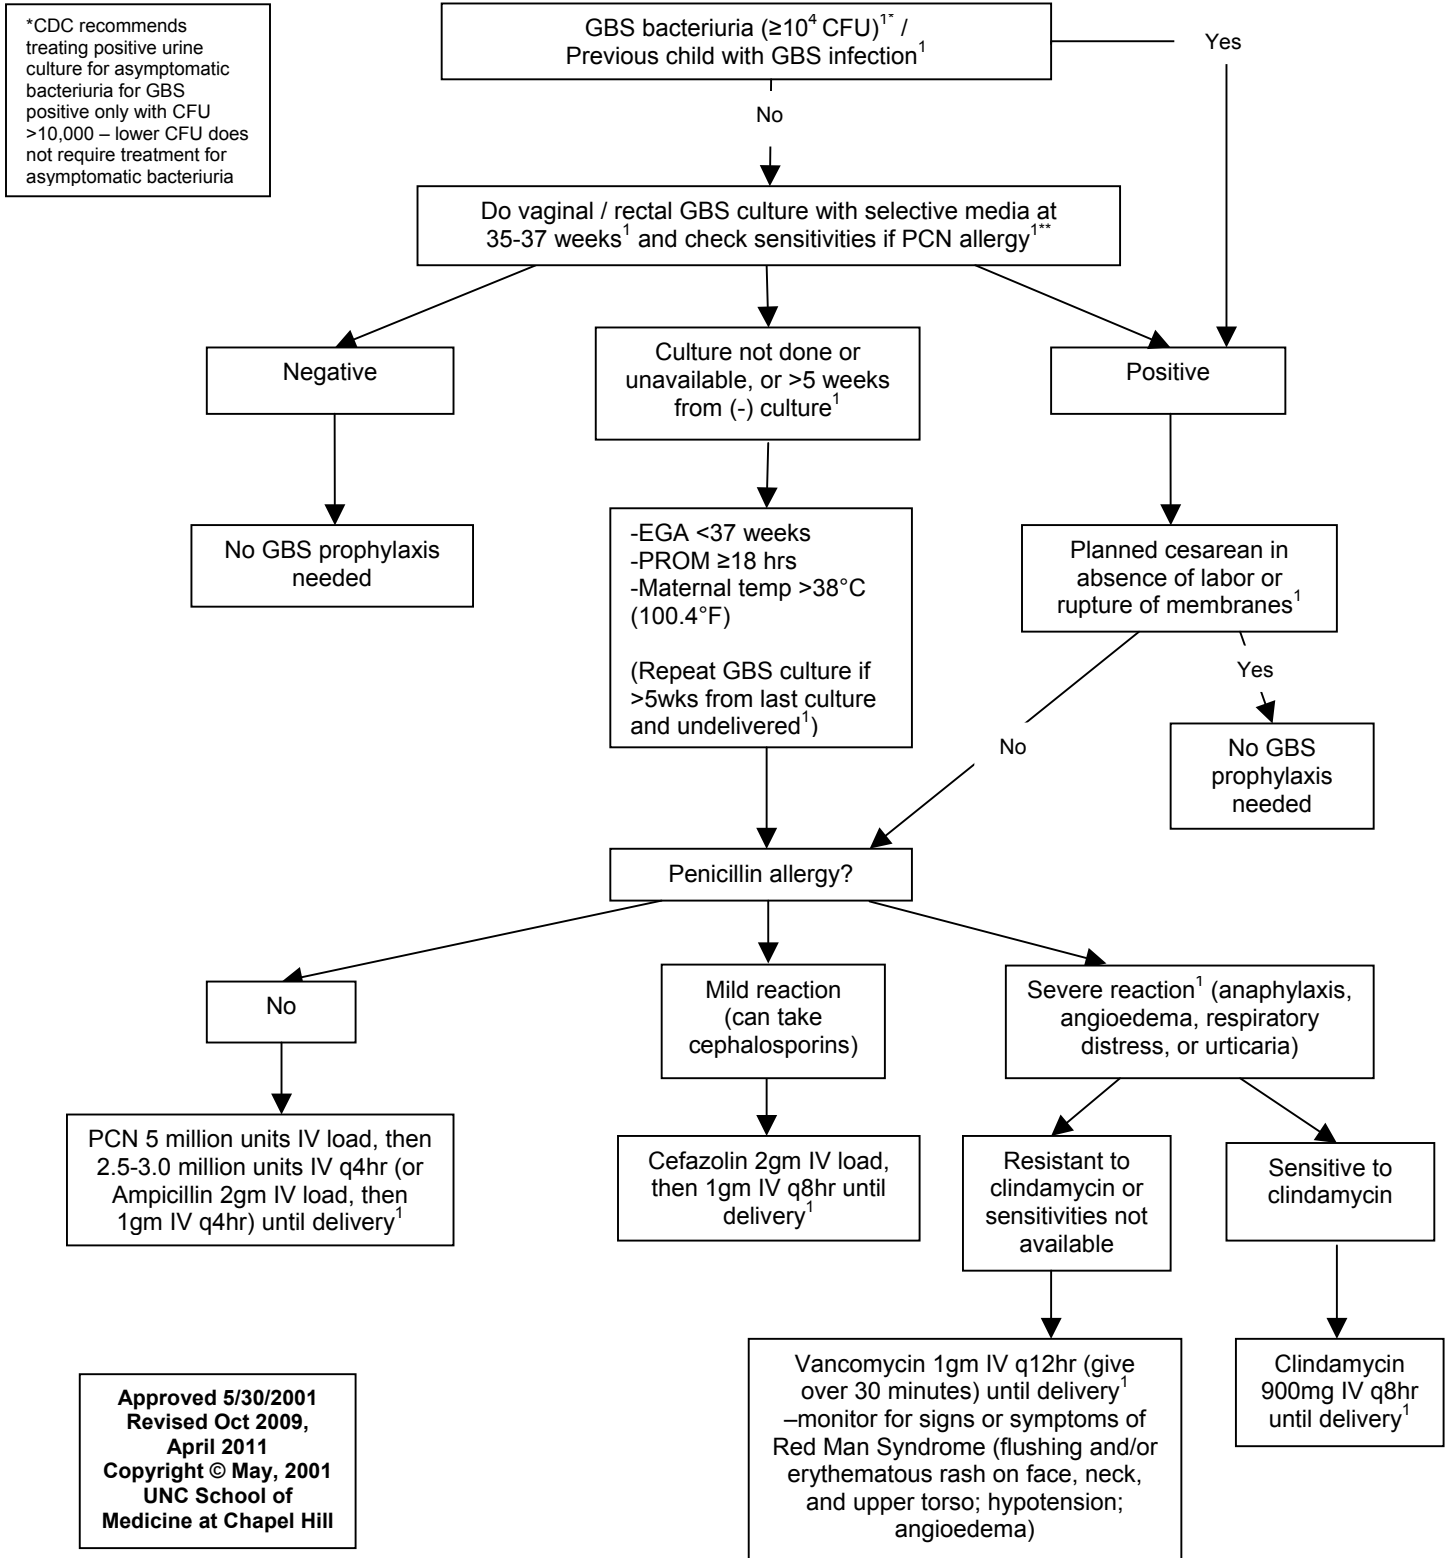 *CDC recommends
treating positive urine
culture for asymptomatic
bacteriuria for GBS
positive only with CFU
>10,000 – lower CFU does
not require treatment for
asymptomatic bacteriuria
GBS bacteriuria (≥10⁴ CFU)¹* /
Previous child with GBS infection¹
Yes
No
Do vaginal / rectal GBS culture with selective media at
35-37 weeks¹ and check sensitivities if PCN allergy¹**
Negative
Culture not done or
unavailable, or >5 weeks
from (-) culture¹
Positive
No GBS prophylaxis
needed
-EGA <37 weeks
-PROM ≥18 hrs
-Maternal temp >38°C
(100.4°F)
(Repeat GBS culture if
>5wks from last culture
and undelivered¹)
Planned cesarean in
absence of labor or
rupture of membranes¹
Yes
No
No GBS
prophylaxis
needed
Penicillin allergy?
No
Mild reaction
(can take
cephalosporins)
Severe reaction¹ (anaphylaxis,
angioedema, respiratory
distress, or urticaria)
PCN 5 million units IV load, then
2.5-3.0 million units IV q4hr (or
Ampicillin 2gm IV load, then
1gm IV q4hr) until delivery¹
Cefazolin 2gm IV load,
then 1gm IV q8hr until
delivery¹
Resistant to
clindamycin or
sensitivities not
available
Sensitive to
clindamycin
Vancomycin 1gm IV q12hr (give
over 30 minutes) until delivery¹
–monitor for signs or symptoms of
Red Man Syndrome (flushing and/or
erythematous rash on face, neck,
and upper torso; hypotension;
angioedema)
Clindamycin
900mg IV q8hr
until delivery¹
Approved 5/30/2001
Revised Oct 2009,
April 2011
Copyright © May, 2001
UNC School of
Medicine at Chapel Hill